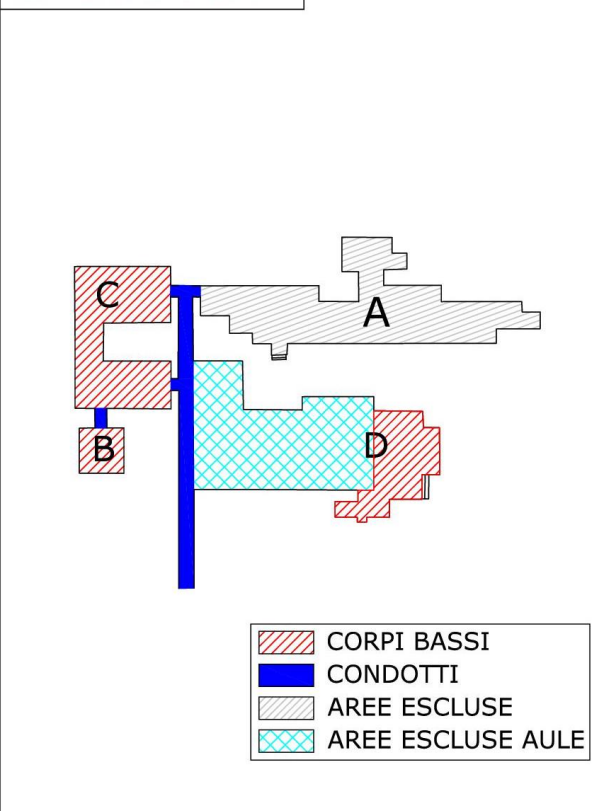 C
A
B
D
CORPI BASSI
CONDOTTI
AREE ESCLUSE
AREE ESCLUSE AULE